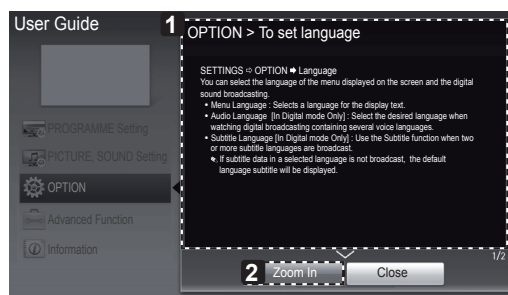 User Guide
1
OPTION > To set language
SETTINGS ⇨ OPTION ➡ Language
You can select the language of the menu displayed on the screen and the digital
sound broadcasting.
• Menu Language : Selects a language for the display text.
• Audio Language [In Digital mode Only] : Select the desired language when
watching digital broadcasting containing several voice languages.
• Subtitle Language [In Digital mode Only] : Use the Subtitle function when two
or more subtitle languages are broadcast.
If subtitle data in a selected language is not broadcast, the default
language subtitle will be displayed.
PROGRAMME Setting
PICTURE, SOUND Setting
OPTION
Advanced Function
Information
1/2
2
Zoom In
Close